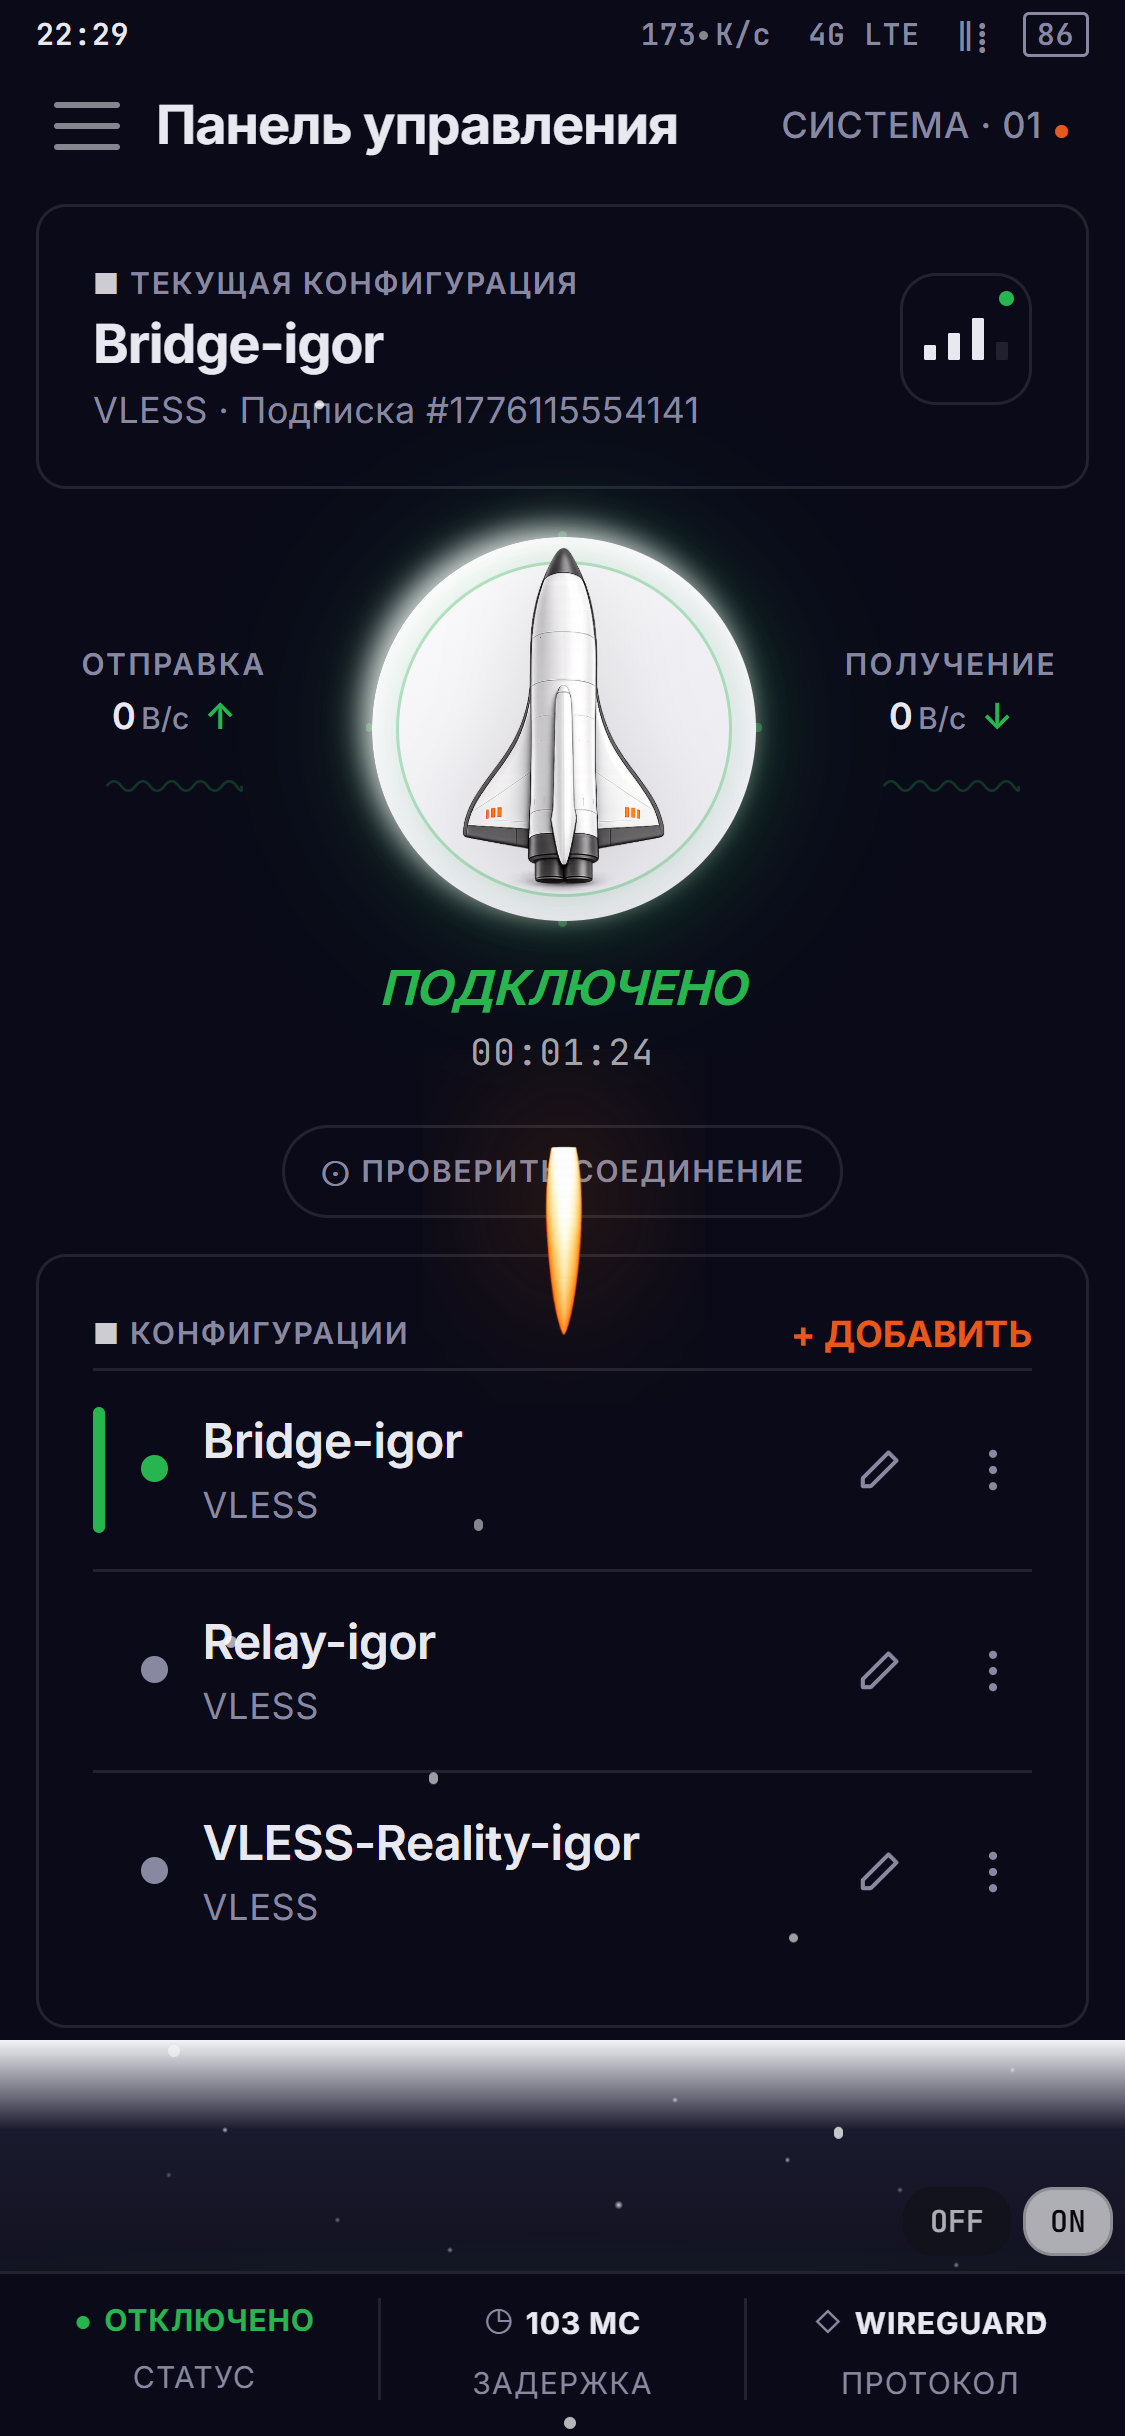 22:29 173•K/c 4G LTE 86
Панель управления СИСТЕМА · 01
ТЕКУЩАЯ КОНФИГУРАЦИЯ
Bridge-igor
VLESS · Подписка #1776115554141
ОТПРАВКА
0 B/c ↑
ПОЛУЧЕНИЕ
0 B/c ↓
ПОДКЛЮЧЕНО
00:01:24
ПРОВЕРИТЬ СОЕДИНЕНИЕ
КОНФИГУРАЦИИ + ДОБАВИТЬ
Bridge-igor
VLESS
Relay-igor
VLESS
VLESS-Reality-igor
VLESS
OFF ON
ОТКЛЮЧЕНО 103 МС WIREGUARD
СТАТУС ЗАДЕРЖКА ПРОТОКОЛ